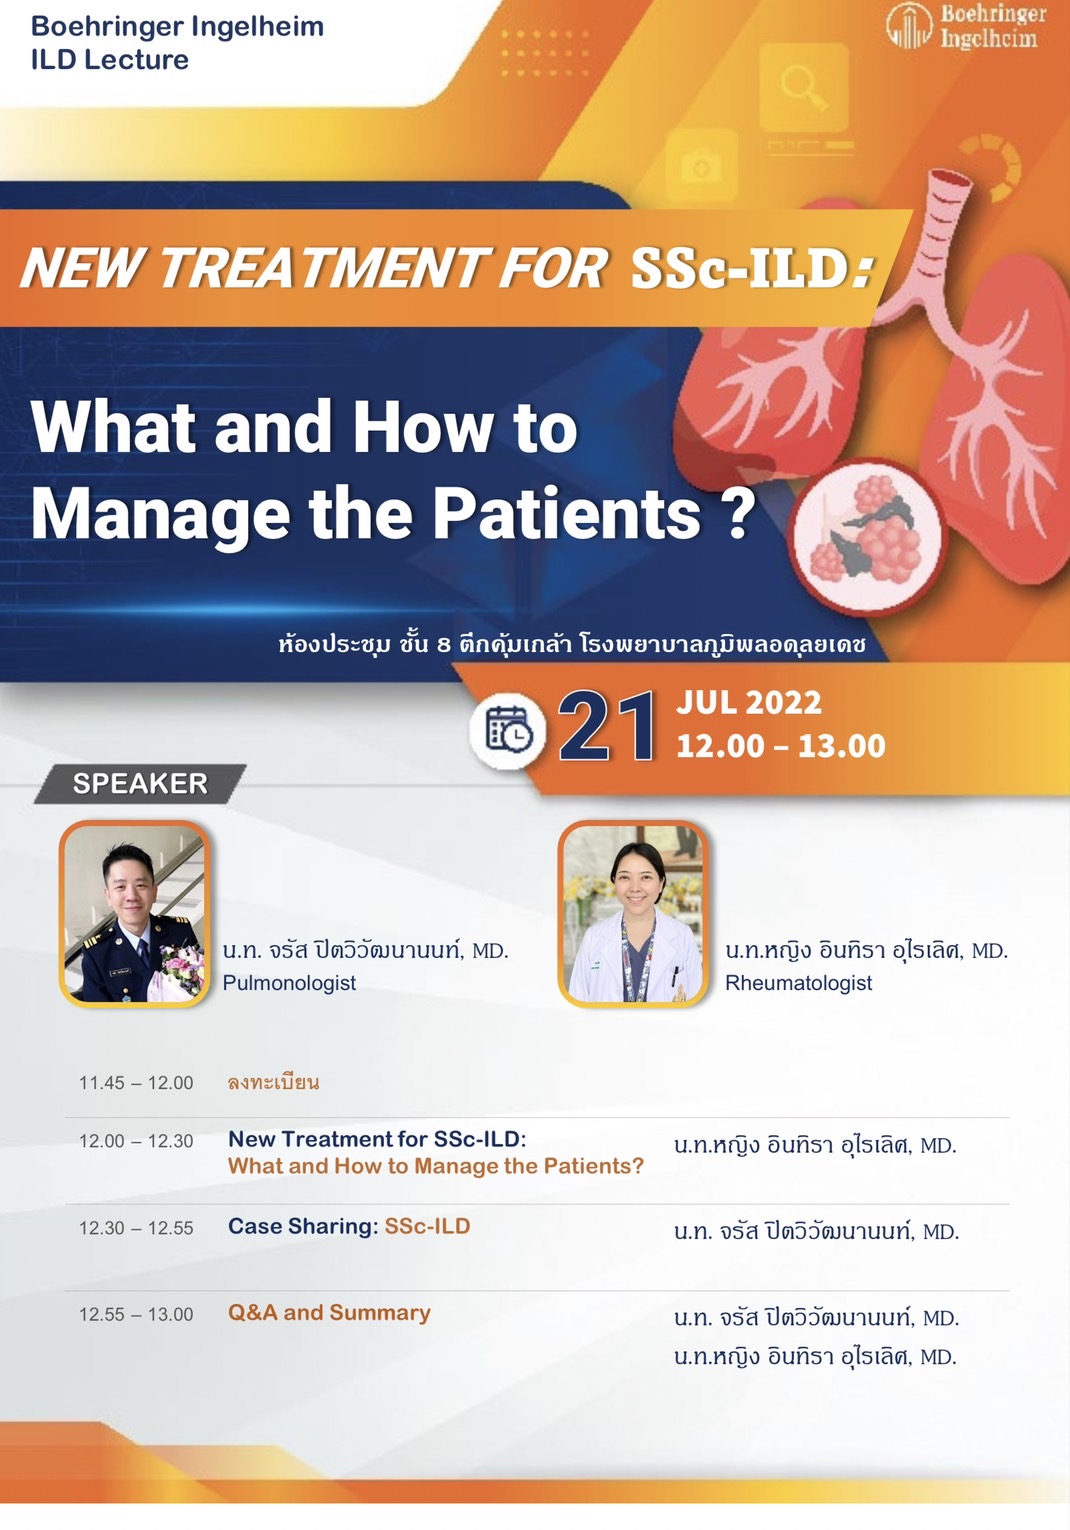 Boehringer Ingelheim
ILD Lecture
Boehringer
Ingelheim
NEW TREATMENT FOR SSc-ILD:
What and How to
Manage the Patients ?
ห้องประชุม ชั้น 8 ตึกคุ้มเกล้า โรงพยาบาลภูมิพลอดุลยเดช
21
JUL 2022
12.00 – 13.00
SPEAKER
น.ท. จรัส ปิตวิวัฒนานนท์, MD.
Pulmonologist
น.ท.หญิง อินทิรา อุไรเลิศ, MD.
Rheumatologist
11.45 – 12.00 ลงทะเบียน
12.00 – 12.30 New Treatment for SSc-ILD: น.ท.หญิง อินทิรา อุไรเลิศ, MD.
What and How to Manage the Patients?
12.30 – 12.55 Case Sharing: SSc-ILD น.ท. จรัส ปิตวิวัฒนานนท์, MD.
12.55 – 13.00 Q&A and Summary น.ท. จรัส ปิตวิวัฒนานนท์, MD.
น.ท.หญิง อินทิรา อุไรเลิศ, MD.